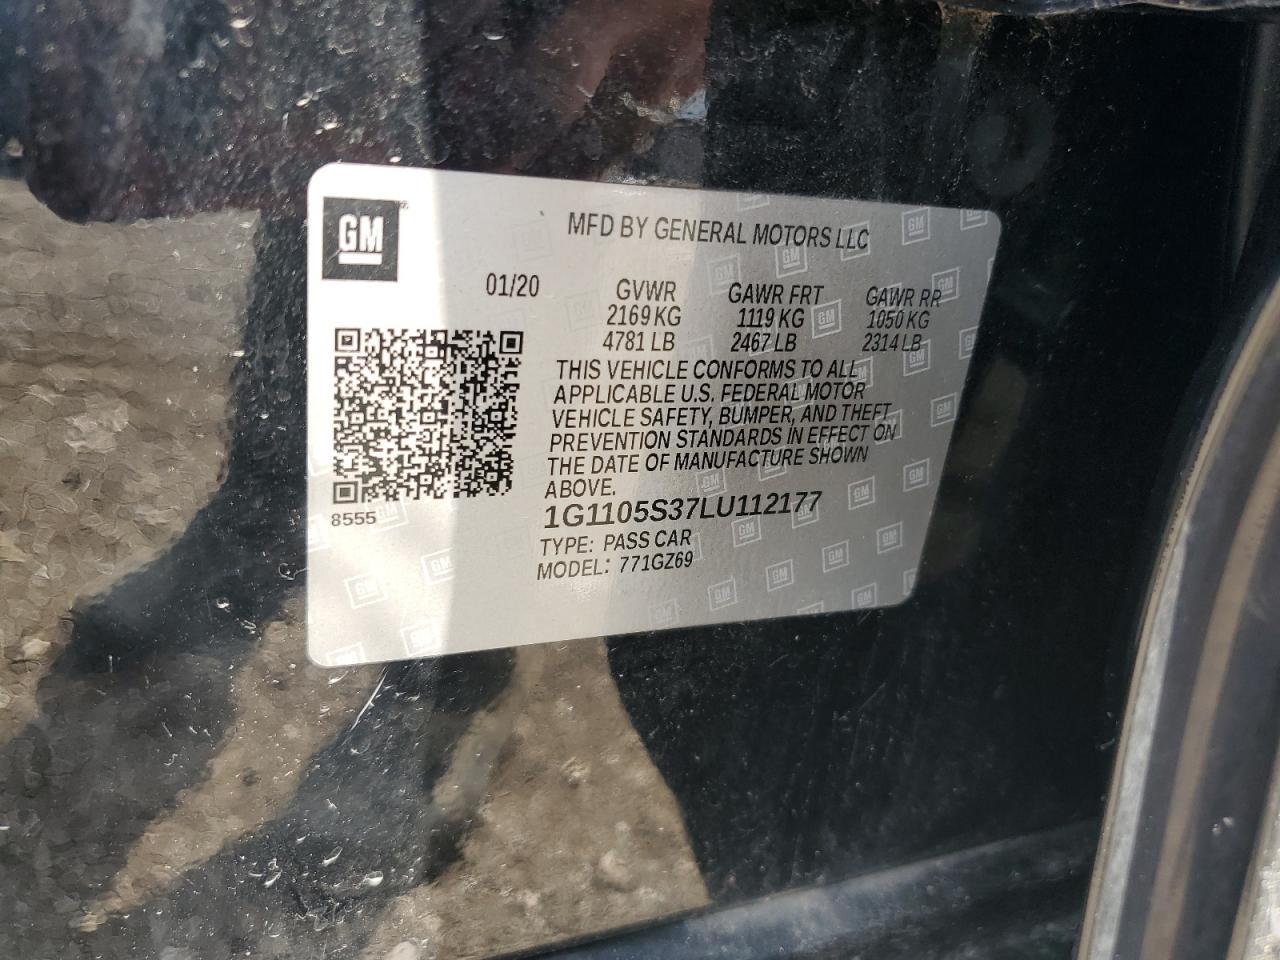 GM
MFD BY GENERAL MOTORS LLC
01/20 GVWR GAWR FRT GAWR RR
2169 KG 1119 KG 1050 KG
4781 LB 2467 LB 2314 LB
THIS VEHICLE CONFORMS TO ALL
APPLICABLE U.S. FEDERAL MOTOR
VEHICLE SAFETY, BUMPER, AND THEFT
PREVENTION STANDARDS IN EFFECT ON
THE DATE OF MANUFACTURE SHOWN
ABOVE.
8555
1G1105S37LU112177
TYPE: PASS CAR
MODEL: 771GZ69